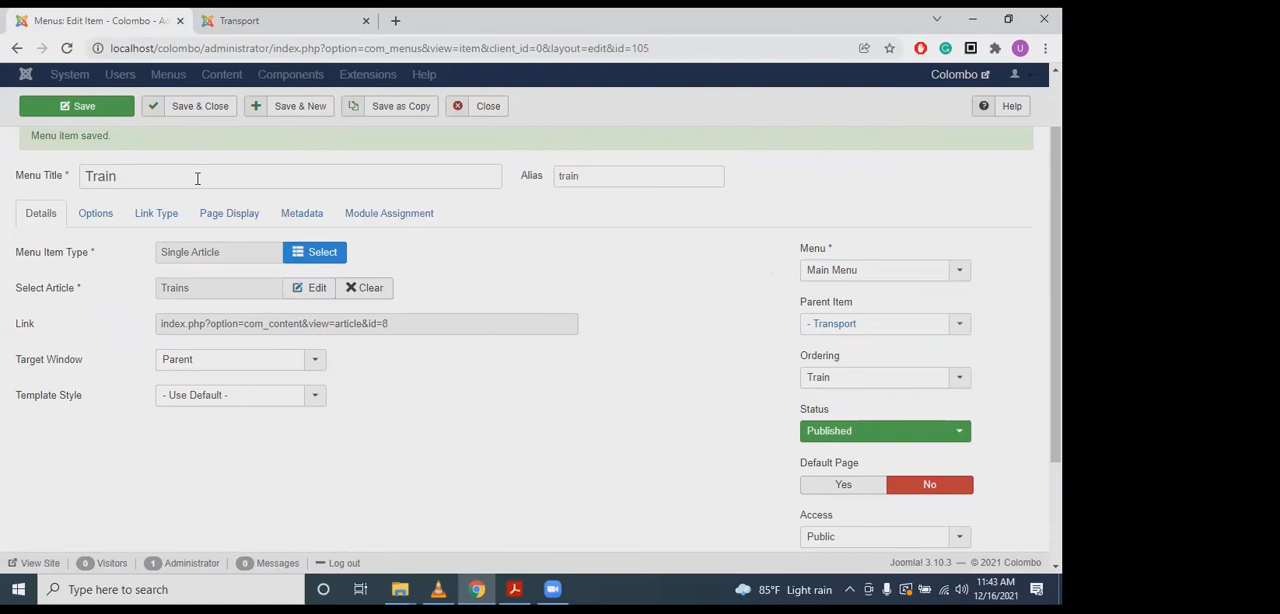 Menus: Edit Item - Colombo - Ad
Transport
localhost/colombo/administrator/index.php?option=com_menus&view=item&client_id=0&layout=edit&id=105
U
System Users Menus Content Components Extensions Help
Colombo
Save Save & Close Save & New Save as Copy Close Help
Menu item saved.
Menu Title * Train Alias train
Details Options Link Type Page Display Metadata Module Assignment
Menu Item Type * Single Article Select
Select Article * Trains Edit Clear
Link index.php?option=com_content&view=article&id=8
Target Window Parent
Template Style - Use Default -
Menu *
Main Menu
Parent Item
- Transport
Ordering
Train
Status
Published
Default Page
Yes No
Access
Public
View Site 0 Visitors 1 Administrator 0 Messages Log out Joomla! 3.10.3 — © 2021 Colombo
Type here to search
85°F Light rain
11:43 AM
12/16/2021